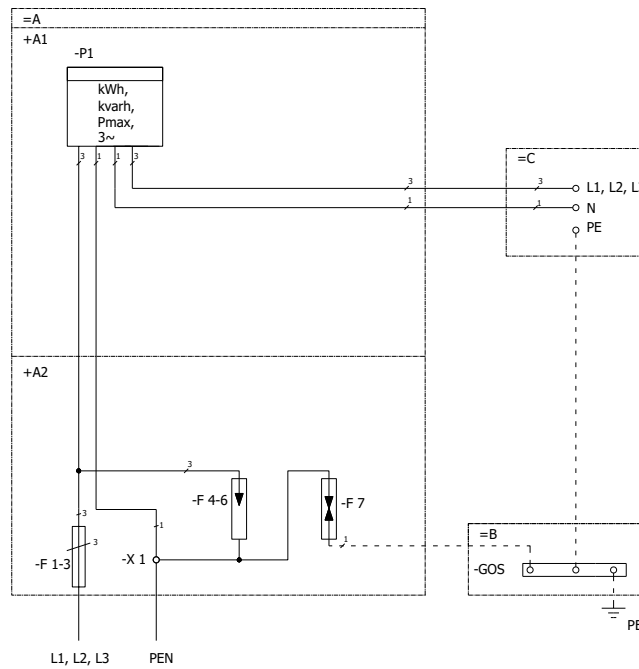 =A
+A1
-P1
kWh,
kvarh,
Pmax,
3~
3 1 1 3
=C
3 3 L1, L2, L
1 1 N
PE
+A2
3
-F 4-6
-F 7
3
1
3
1
=B
-F 1-3
-X 1
-GOS
PE
L1, L2, L3 PEN